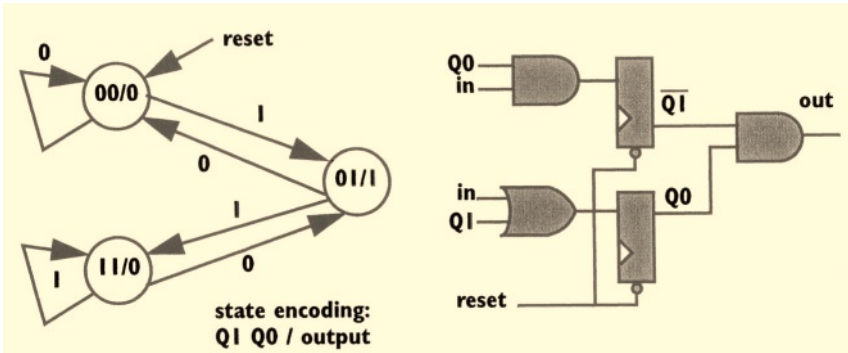 0
reset
00/0
1
0
01/1
1
0
11/0
1
state encoding:
Q1 Q0 / output
Q0
in
Q1
out
in
Q1
Q0
reset